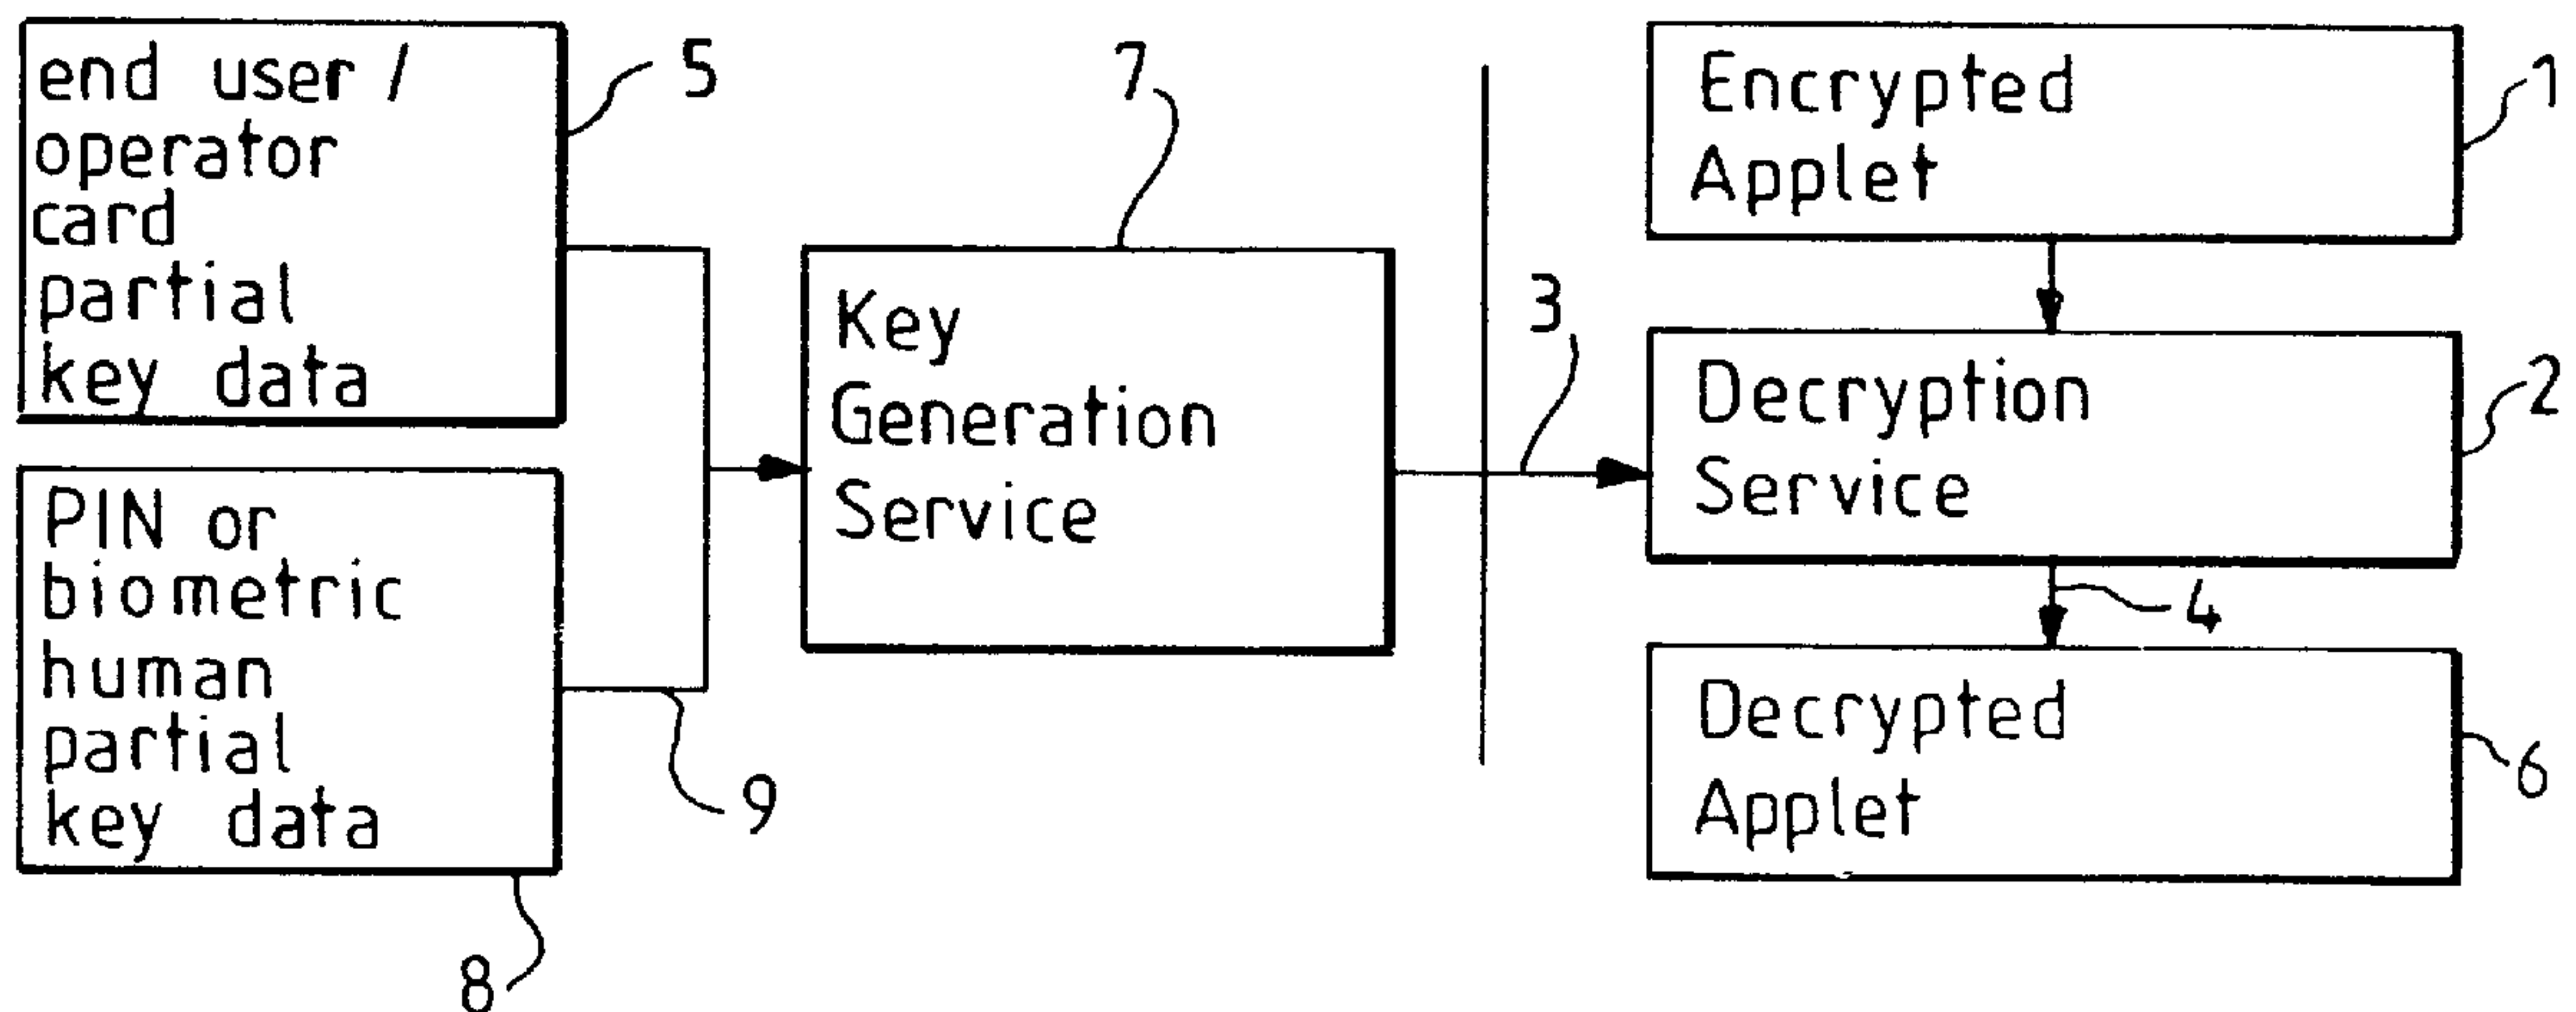 end user /
operator
card
partial
key data
5
PIN or
biometric
human
partial
key data
8
9
7
Key
Generation
Service
3
Encrypted
Applet
1
Decryption
Service
2
4
Decrypted
Applet
6